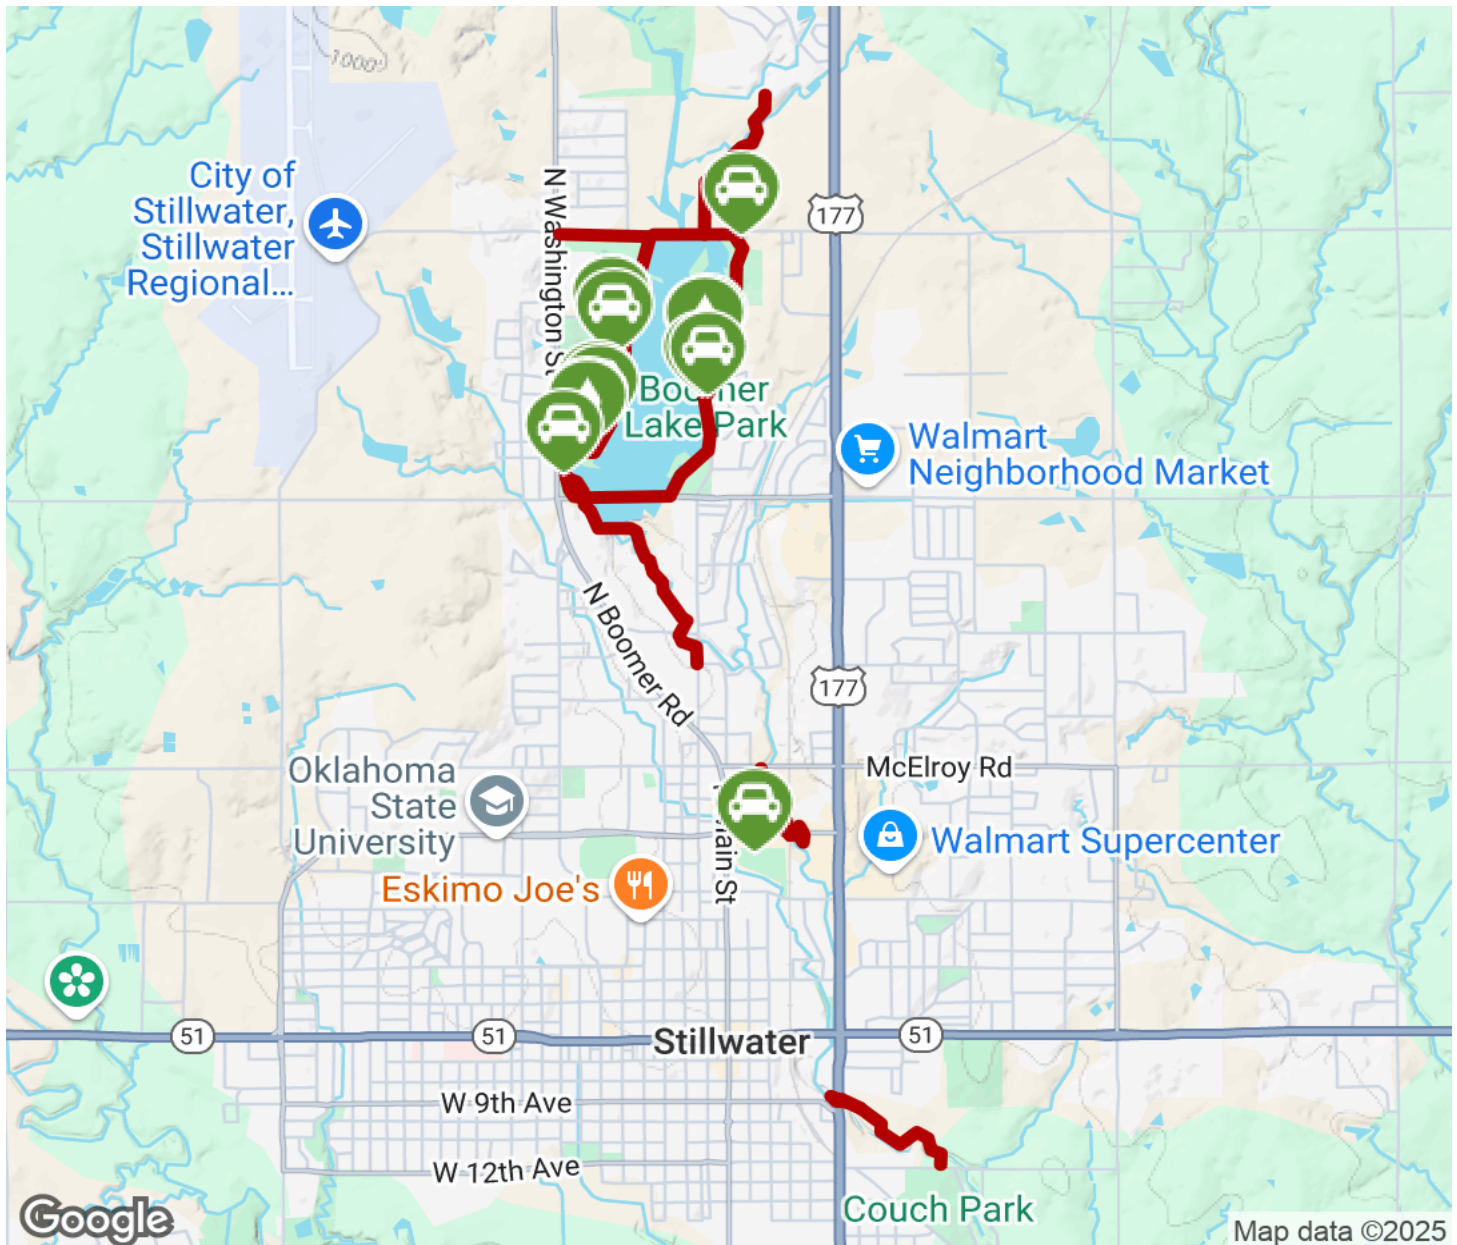 1000
City of
Stillwater,
Stillwater
Regional...
N Washington St
177
Boomer
Lake Park
Walmart
Neighborhood Market
N Boomer Rd
177
McElroy Rd
Oklahoma
State
University
Main St
Walmart Supercenter
Eskimo Joe's
51
51
Stillwater
51
W 9th Ave
W 12th Ave
Couch Park
Google
Map data ©2025